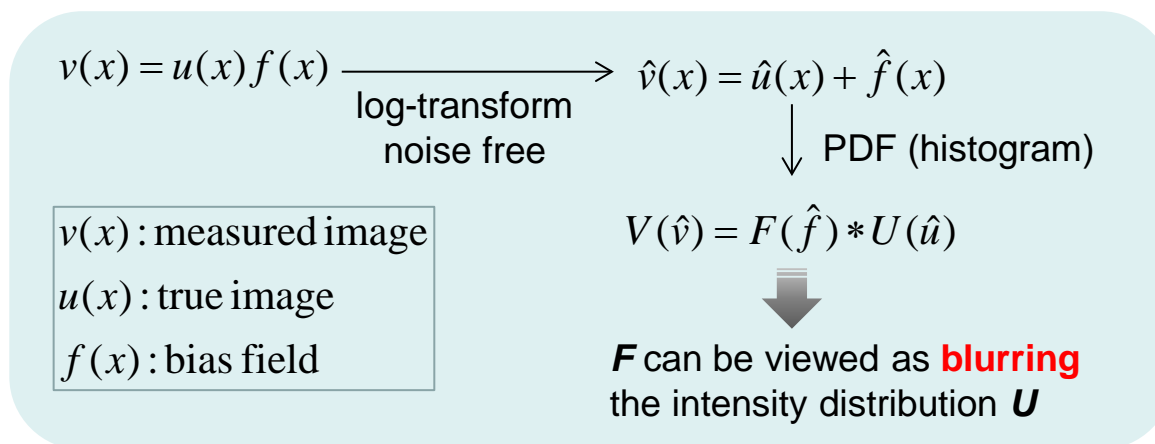 v(x) = u(x) f(x)
log-transform
noise free
v̂(x) = û(x) + f̂(x)
PDF (histogram)
v(x) : measured image
u(x) : true image
f(x) : bias field
V(v̂) = F(f̂) * U(û)
F can be viewed as blurring
the intensity distribution U